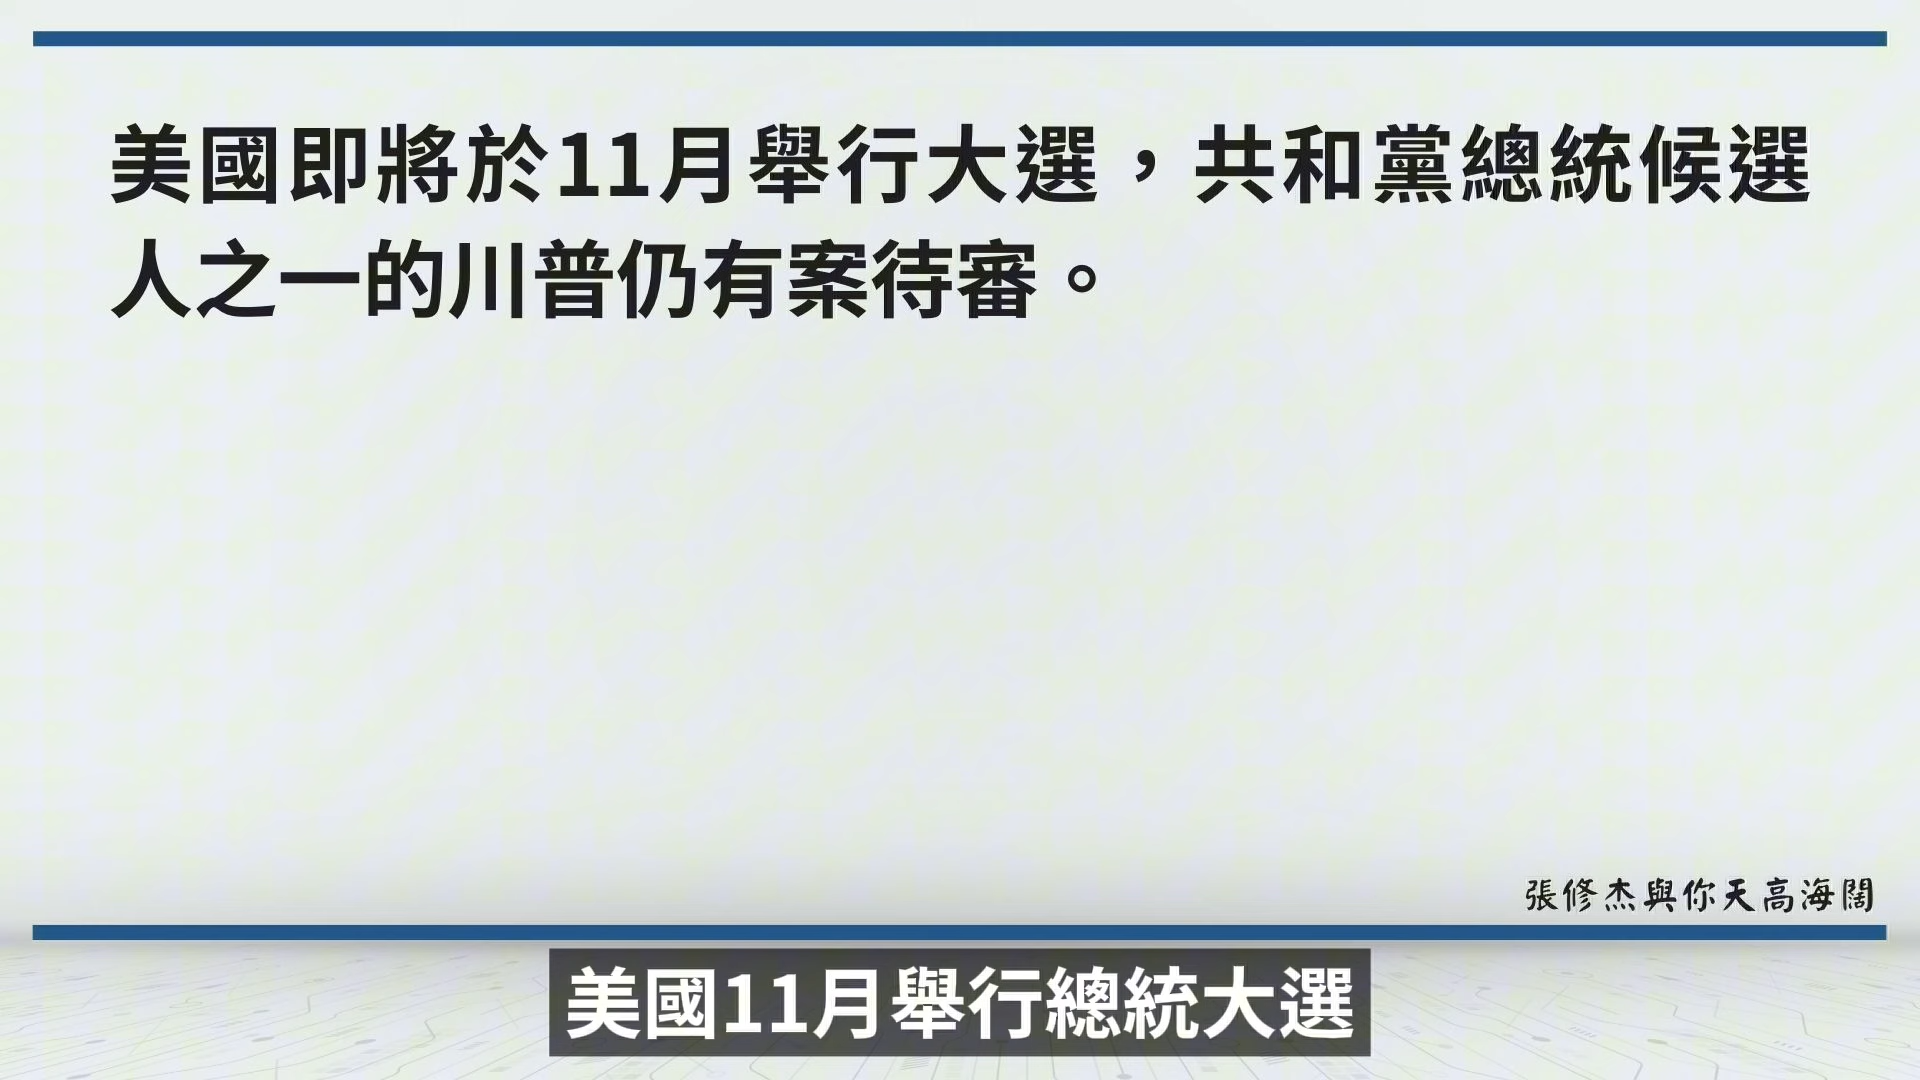 美國即將於11月舉行大選，共和黨總統候選
人之一的川普仍有案待審。
張修杰與你天高海闊
美國11月舉行總統大選